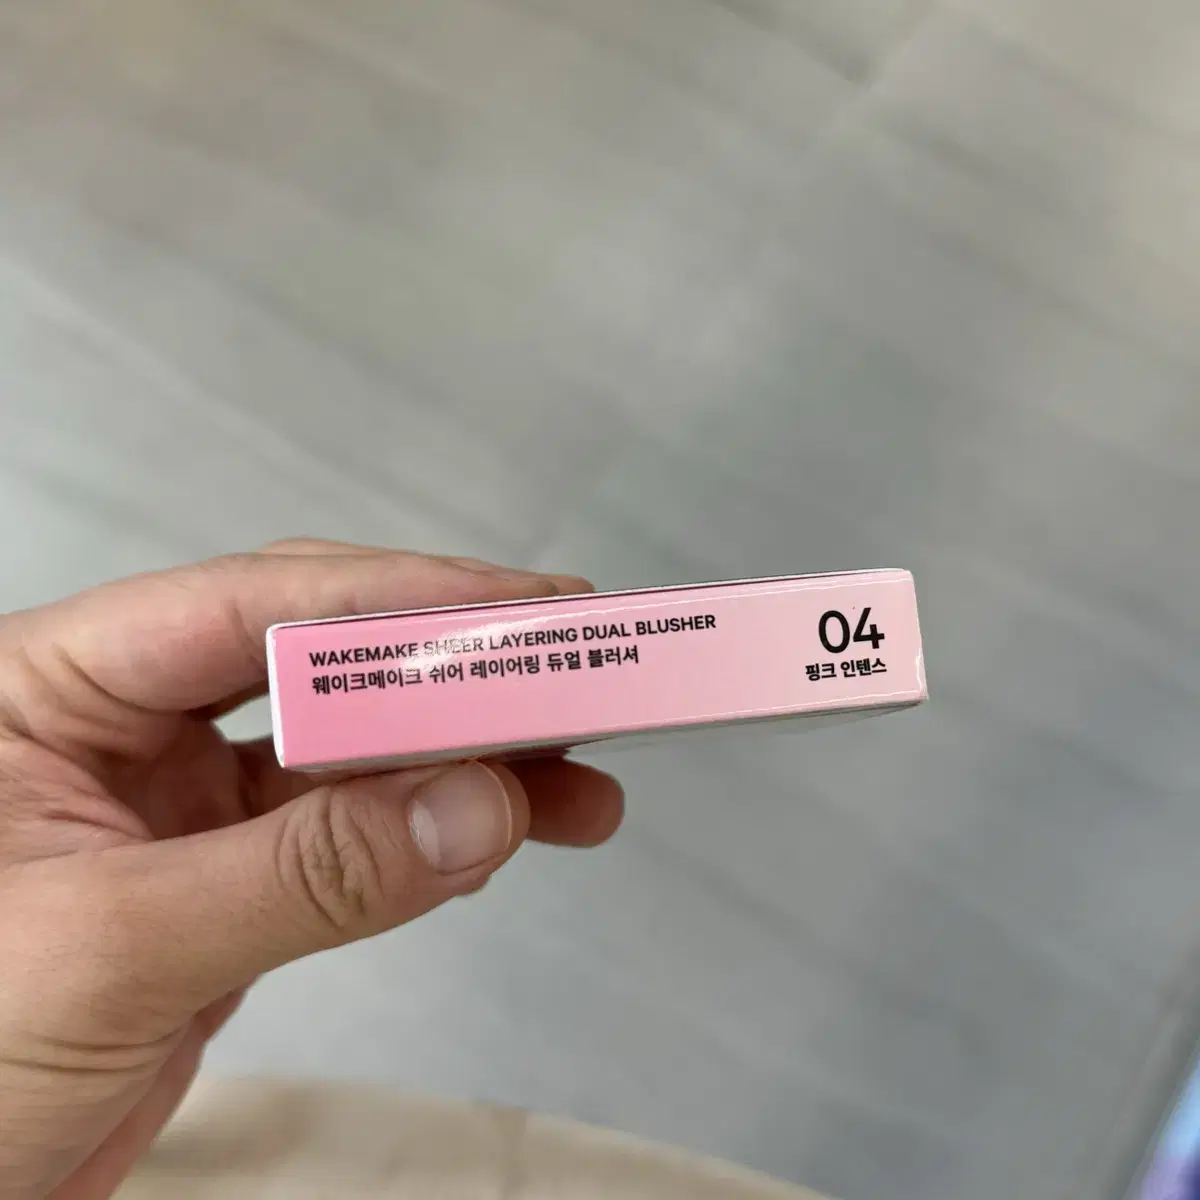 WAKEMAKE SHEER LAYERING DUAL BLUSHER
웨이크메이크 쉬어 레이어링 듀얼 블러셔
04
핑크 인텐스